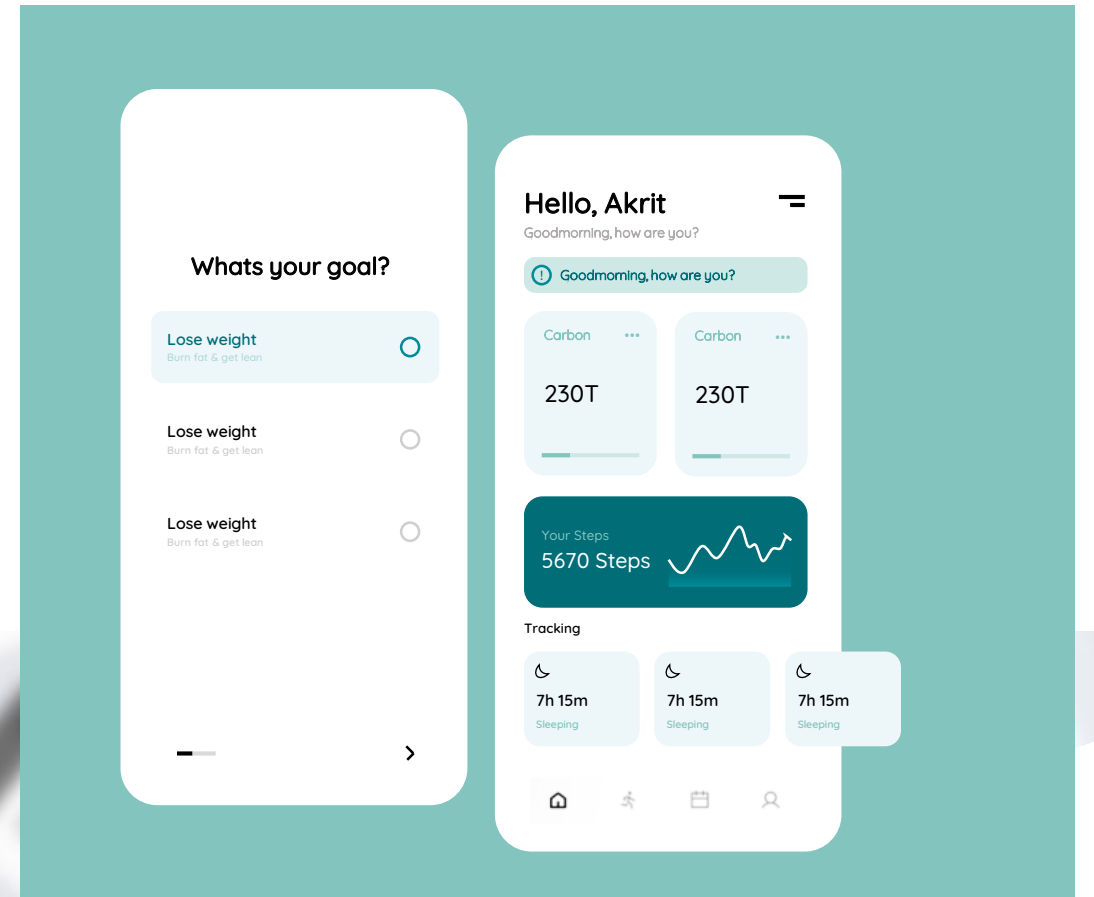 Whats your goal?
Lose weight
Burn fat & get lean
Lose weight
Burn fat & get lean
Lose weight
Burn fat & get lean
Hello, Akrit
Goodmorning, how are you?
! Goodmorning, how are you?
Carbon
230T
Carbon
230T
Your Steps
5670 Steps
Tracking
7h 15m
Sleeping
7h 15m
Sleeping
7h 15m
Sleeping